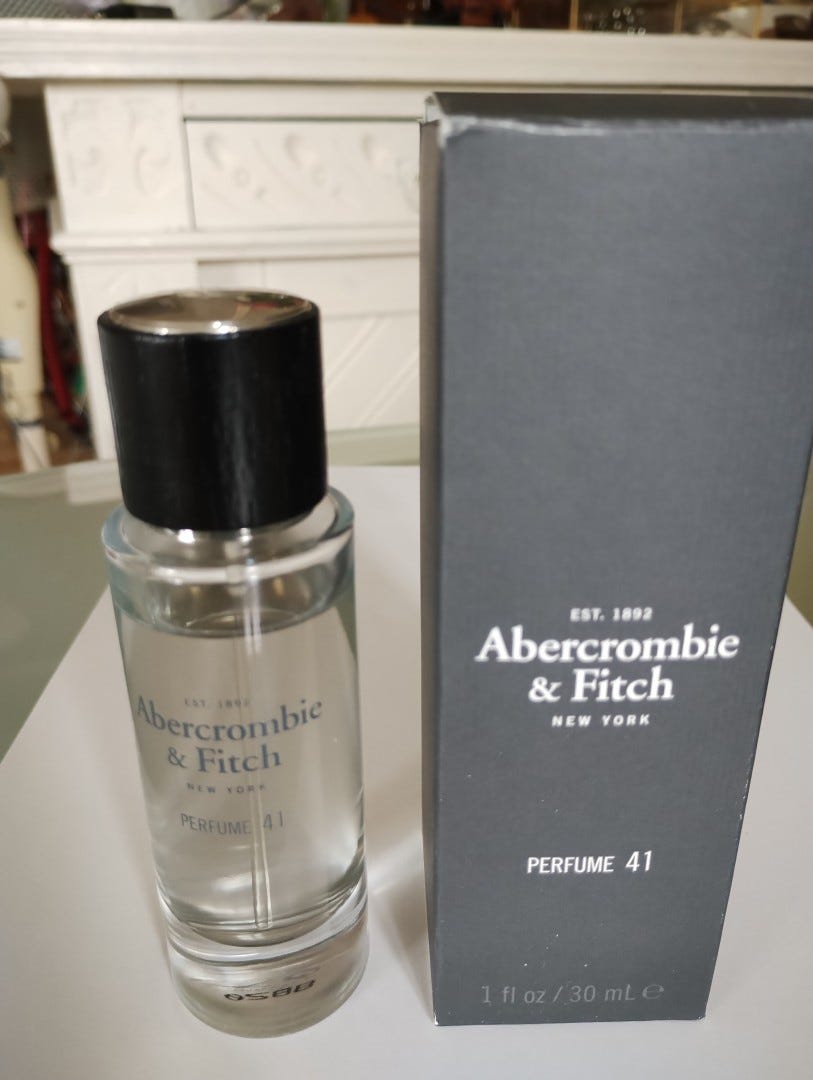 EST. 1892
Abercrombie
& Fitch
NEW YORK
PERFUME 41
EST. 1892
Abercrombie
& Fitch
NEW YORK
PERFUME 41
1 fl oz / 30 mL ℮